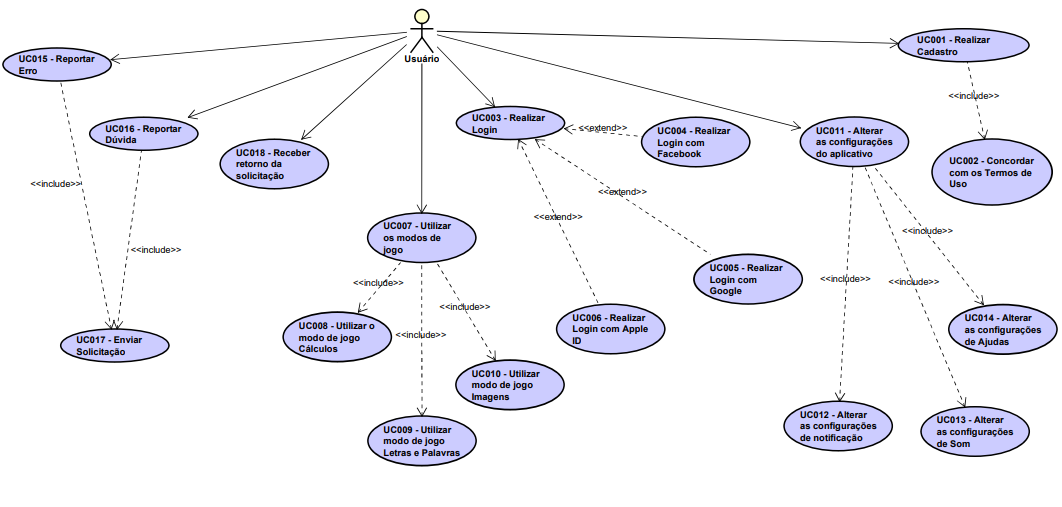 Usuário
UC015 - Reportar
Erro
UC001 - Realizar
Cadastro
<<include>>
UC016 - Reportar
Dúvida
UC018 - Receber
retorno da
solicitação
UC003 - Realizar
Login
<<extend>>
UC004 - Realizar
Login com
Facebook
UC011 - Alterar
as configurações
do aplicativo
UC002 - Concordar
com os Termos de
Uso
<<include>>
<<include>>
<<extend>>
<<extend>>
UC007 - Utilizar
os modos de
jogo
<<include>>
UC005 - Realizar
Login com
Google
<<include>>
<<include>>
<<include>>
<<include>>
<<include>>
UC008 - Utilizar o
modo de jogo
Cálculos
<<include>>
UC006 - Realizar
Login com Apple
ID
UC014 - Alterar
as configurações
de Ajudas
UC017 - Enviar
Solicitação
UC010 - Utilizar
modo de jogo
Imagens
UC009 - Utilizar
modo de jogo
Letras e Palavras
UC012 - Alterar
as configurações
de notificação
UC013 - Alterar
as configurações
de Som